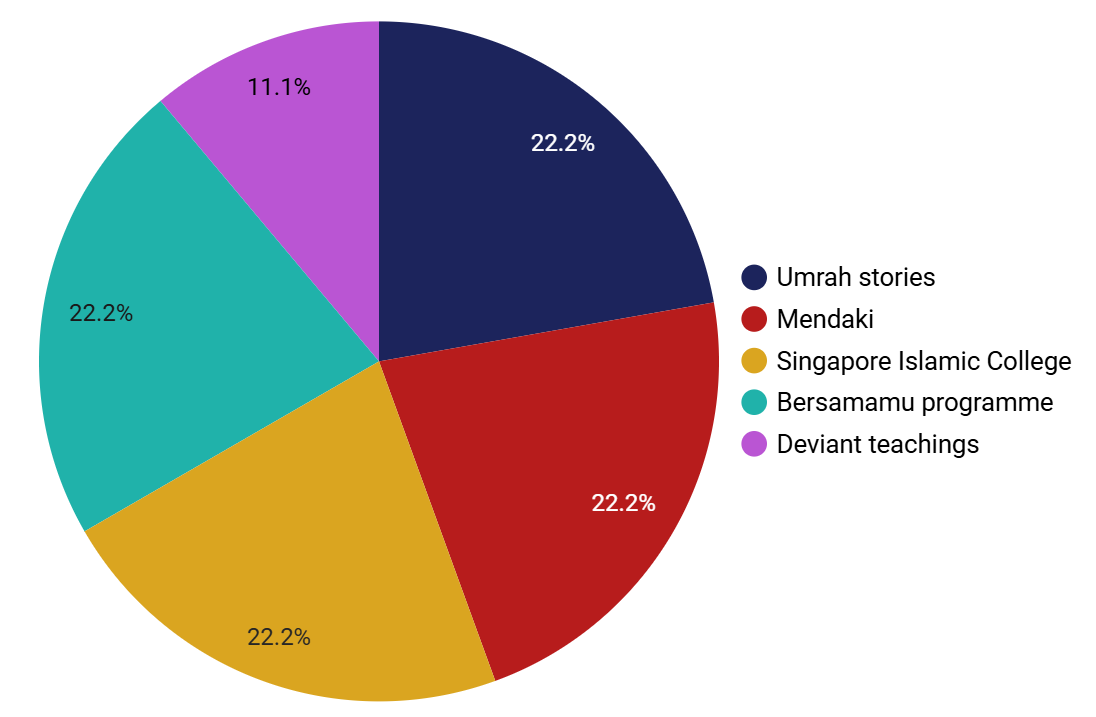 11.1%
22.2%
22.2%
22.2%
22.2%
Umrah stories
Mendaki
Singapore Islamic College
Bersamamu programme
Deviant teachings